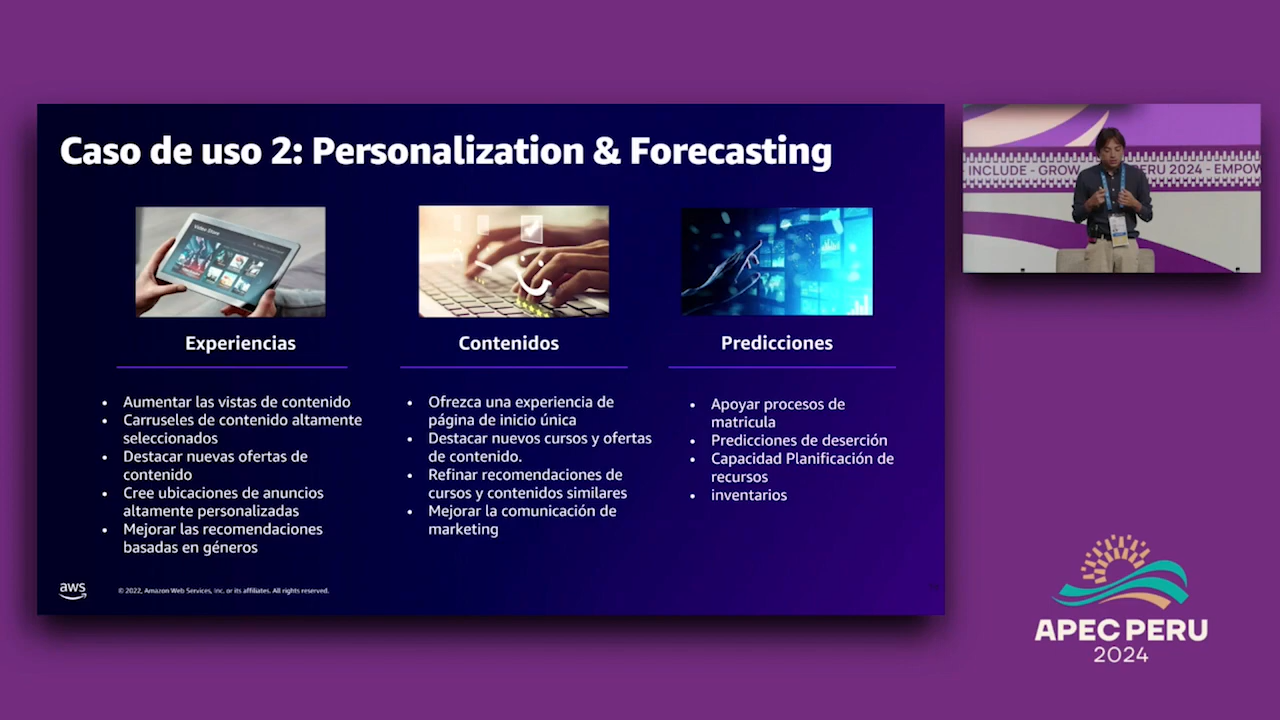 Caso de uso 2: Personalization & Forecasting
Video Store
Experiencias
• Aumentar las vistas de contenido
• Carruseles de contenido altamente
seleccionados
• Destacar nuevas ofertas de
contenido
• Cree ubicaciones de anuncios
altamente personalizadas
• Mejorar las recomendaciones
basadas en géneros
Contenidos
• Ofrezca una experiencia de
página de inicio única
• Destacar nuevos cursos y ofertas
de contenido.
• Refinar recomendaciones de
cursos y contenidos similares
• Mejorar la comunicación de
marketing
Predicciones
• Apoyar procesos de
matricula
• Predicciones de deserción
• Capacidad Planificación de
recursos
• inventarios
aws
© 2022, Amazon Web Services, Inc. or its affiliates. All rights reserved.
INCLUDE - GROW PERU 2024 - EMPOW
APEC PERU
2024